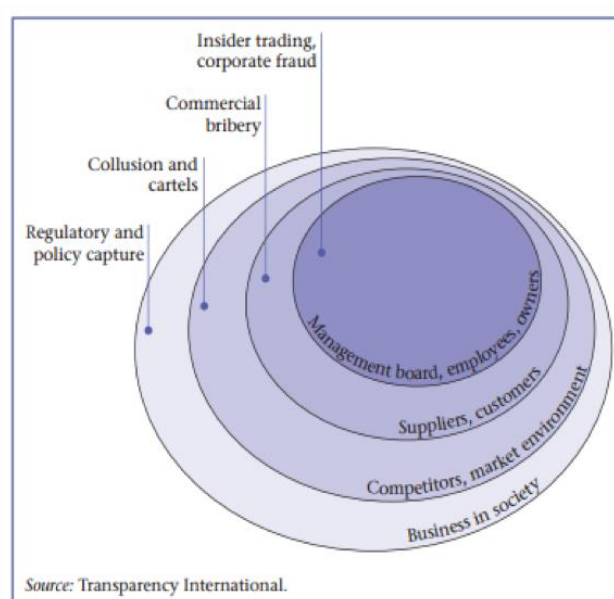 Insider trading,
corporate fraud
Commercial
bribery
Collusion and
cartels
Regulatory and
policy capture
Management board, employees, owners
Suppliers, customers
Competitors, market environment
Business in society
Source: Transparency International.